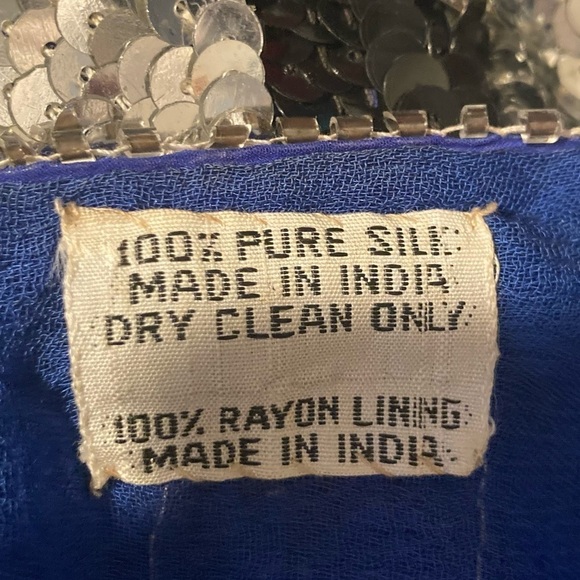 100% PURE SILK
MADE IN INDIA
DRY CLEAN ONLY
100% RAYON LINING
MADE IN INDIA